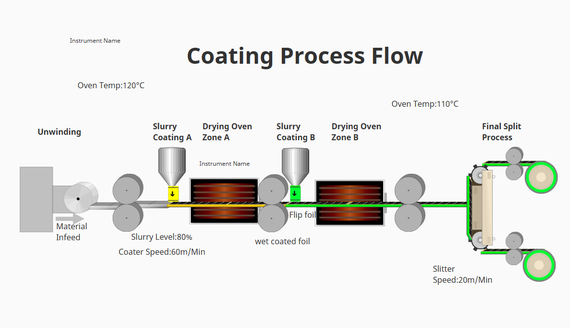 Instrument Name
Coating Process Flow
Oven Temp:120°C
Oven Temp:110°C
Unwinding
Slurry
Coating A
Drying Oven
Zone A
Slurry
Coating B
Drying Oven
Zone B
Final Split
Process
Instrument Name
Material
Infeed
Flip foil
Slurry Level:80%
wet coated foil
Coater Speed:60m/Min
Slitter
Speed:20m/Min